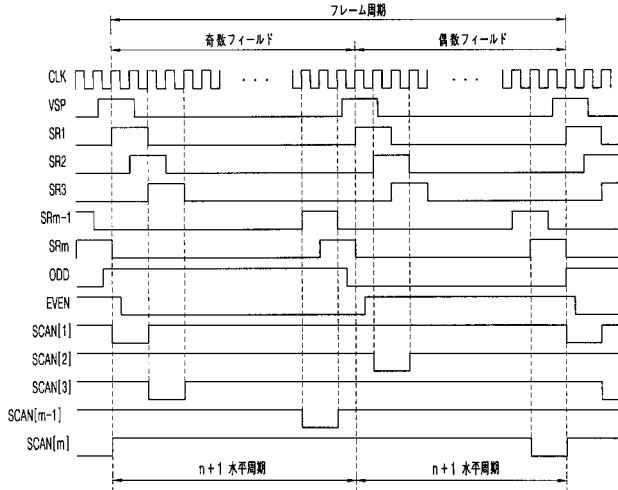 フレーム周期
奇数フィールド
偶数フィールド
CLK
VSP
SR1
SR2
SR3
SRm-1
SRm
ODD
EVEN
SCAN[1]
SCAN[2]
SCAN[3]
SCAN[m-1]
SCAN[m]
n+1 水平周期
n+1 水平周期